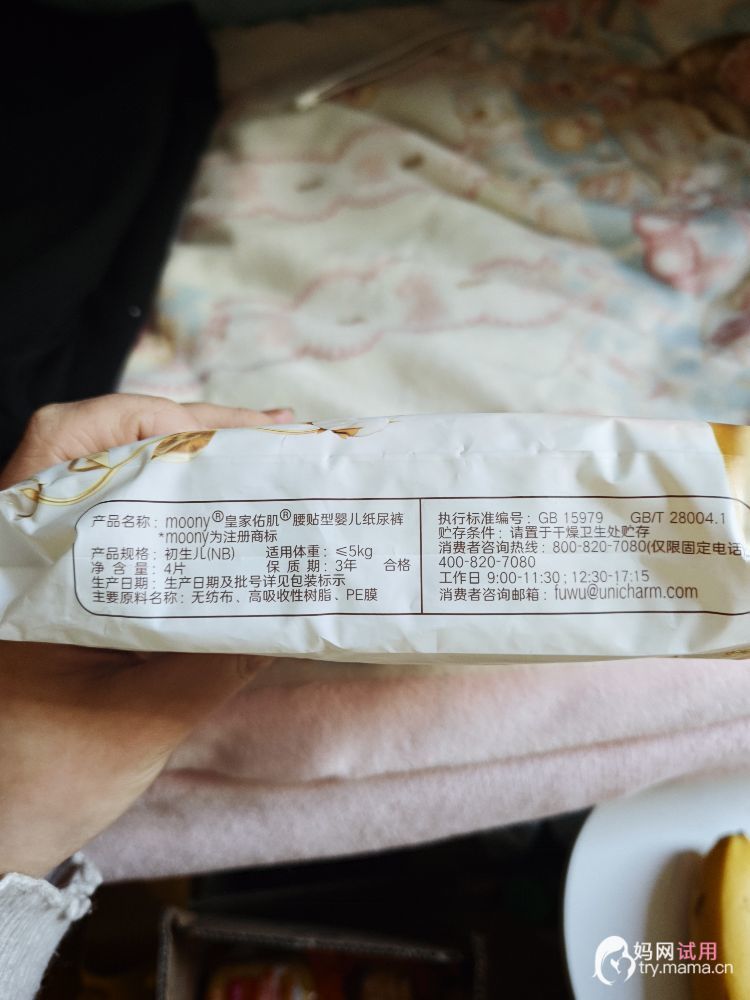 产品名称：moony®皇家佑肌®腰贴型婴儿纸尿裤
*moony为注册商标
产品规格：初生儿(NB) 适用体重：≤5kg
净 含 量：4片 保 质 期：3年 合格
生产日期：生产日期及批号详见包装标示
主要原料名称：无纺布、高吸收性树脂、PE膜
执行标准编号：GB 15979 GB/T 28004.1
贮存条件：请置于干燥卫生处贮存
消费者咨询热线：800-820-7080(仅限固定电话)
400-820-7080
工作日 9:00-11:30；12:30-17:15
消费者咨询邮箱：fuwu@unicharm.com
妈网试用
try.mama.cn